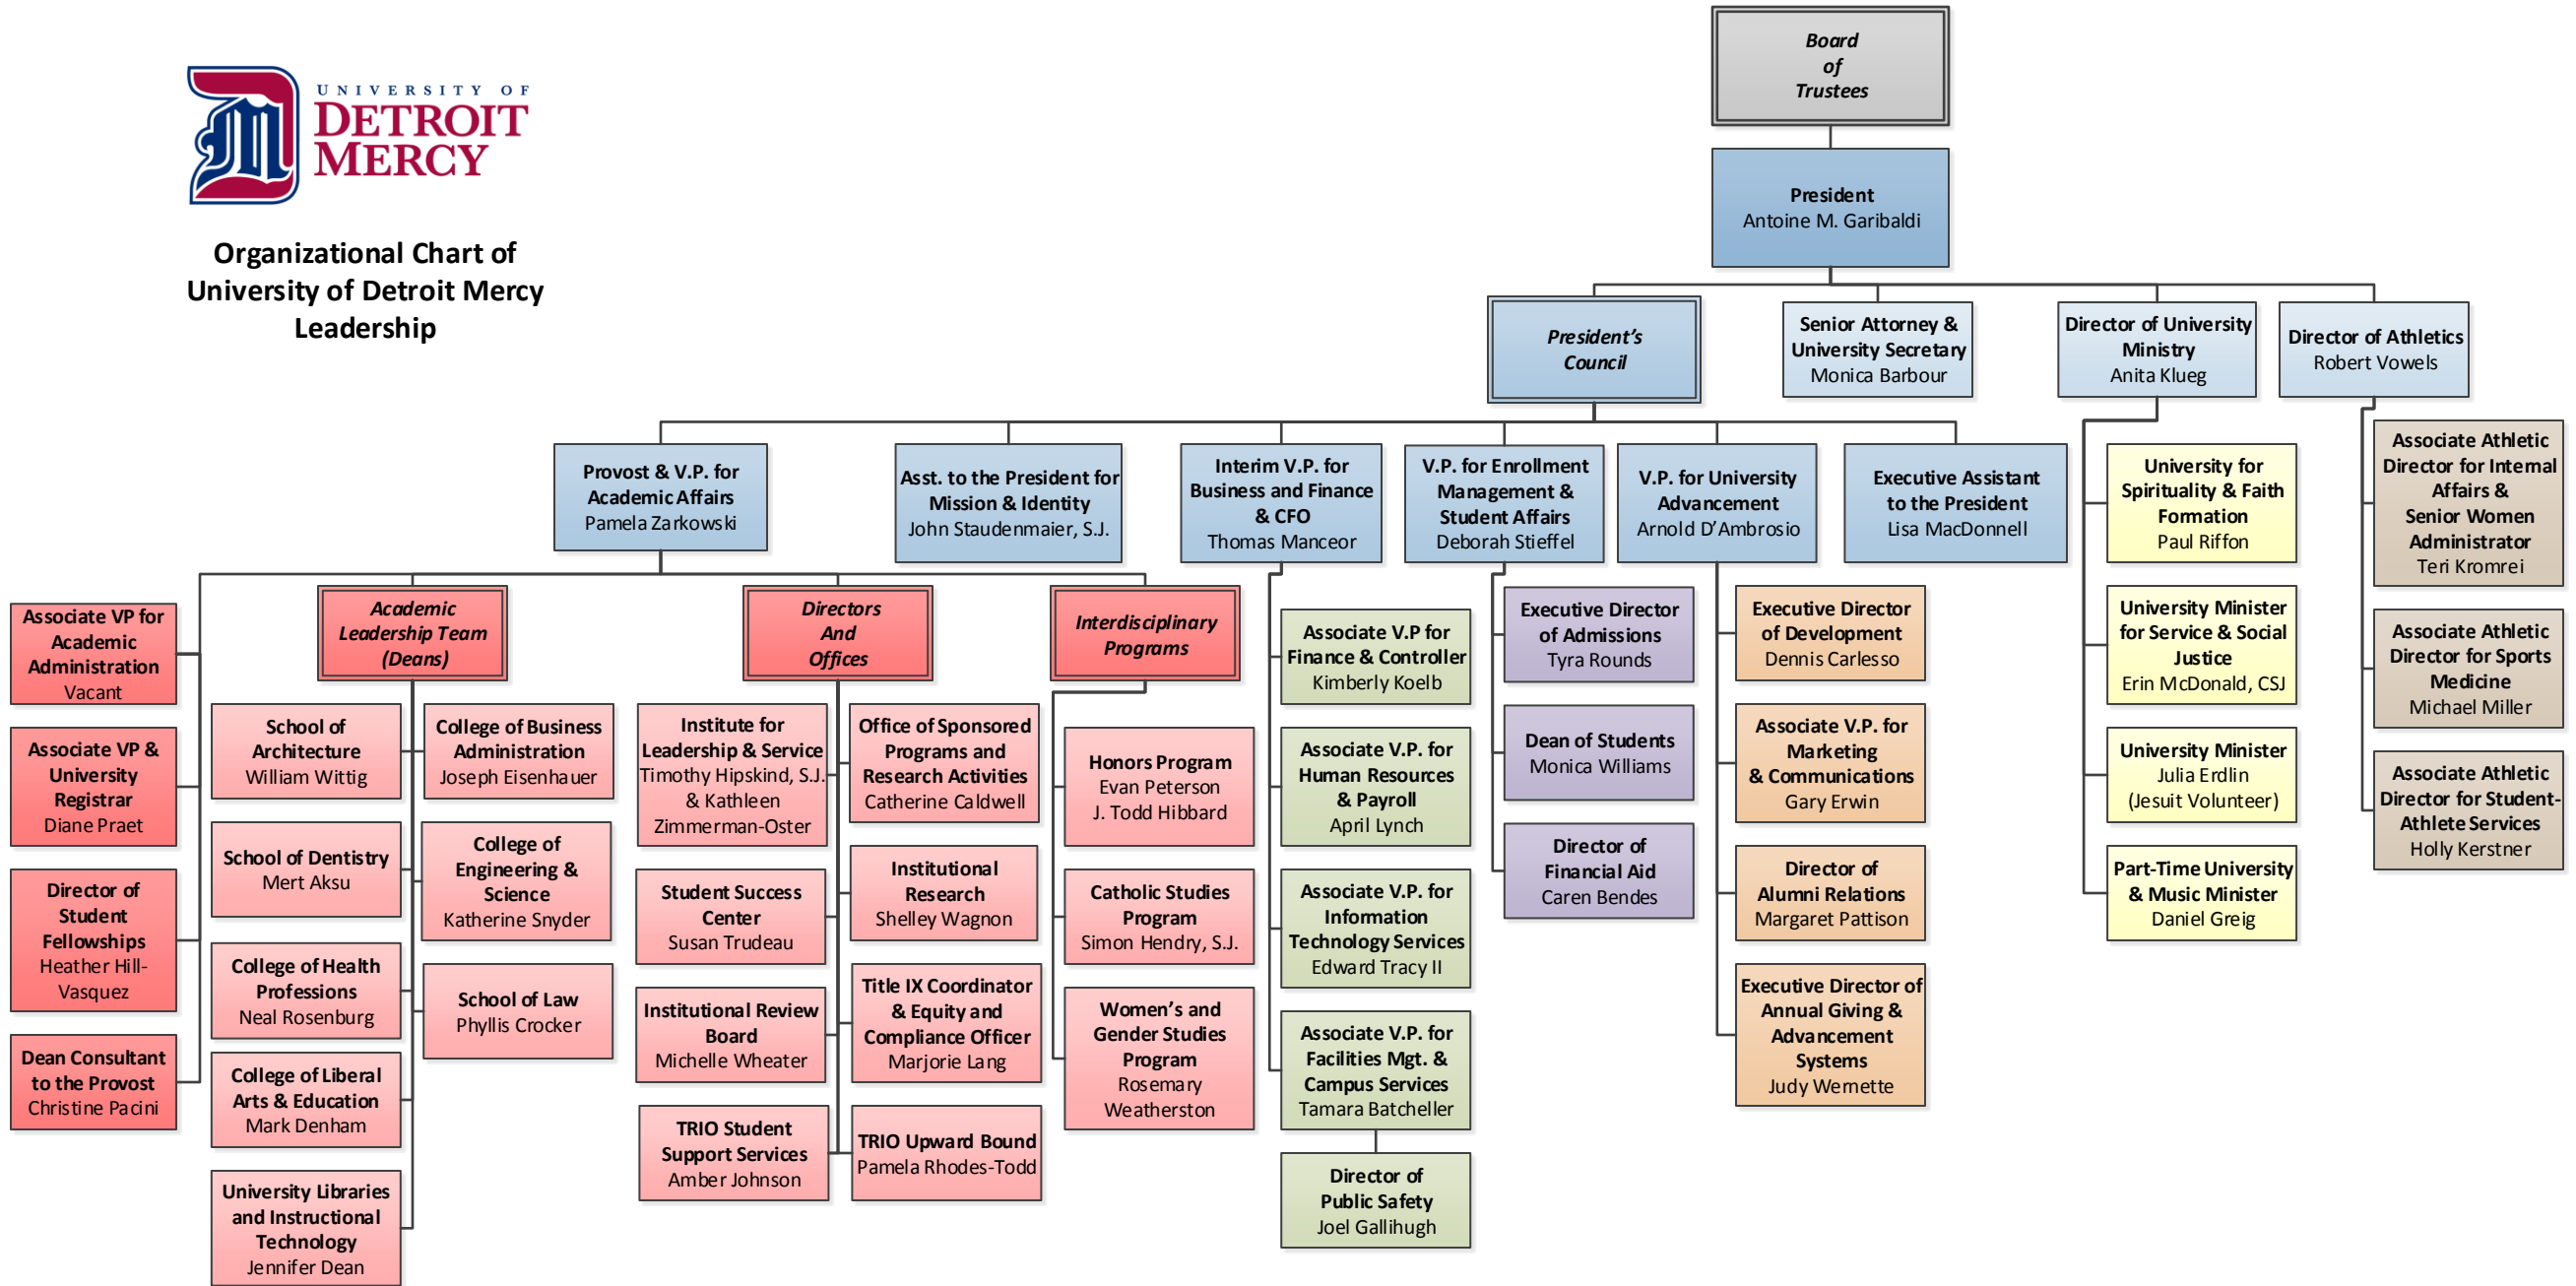 UNIVERSITY OF
DETROIT
MERCY
Organizational Chart of
University of Detroit Mercy
Leadership
Board
of
Trustees
President
Antoine M. Garibaldi
President's
Council
Senior Attorney &
University Secretary
Monica Barbour
Director of University
Ministry
Anita Klueg
Director of Athletics
Robert Vowels
Provost & V.P. for
Academic Affairs
Pamela Zarkowski
Asst. to the President for
Mission & Identity
John Staudenmaier, S.J.
Interim V.P. for
Business and Finance
& CFO
Thomas Manceor
V.P. for Enrollment
Management &
Student Affairs
Deborah Stieffel
V.P. for University
Advancement
Arnold D'Ambrosio
Executive Assistant
to the President
Lisa MacDonnell
Associate VP for
Academic
Administration
Vacant
Associate VP &
University
Registrar
Diane Praet
Director of
Student
Fellowships
Heather Hill-
Vasquez
Dean Consultant
to the Provost
Christine Pacini
Academic
Leadership Team
(Deans)
School of
Architecture
William Wittig
College of Business
Administration
Joseph Eisenhauer
School of Dentistry
Mert Aksu
College of
Engineering &
Science
Katherine Snyder
College of Health
Professions
Neal Rosenburg
School of Law
Phyllis Crocker
College of Liberal
Arts & Education
Mark Denham
University Libraries
and Instructional
Technology
Jennifer Dean
Directors
And
Offices
Institute for
Leadership & Service
Timothy Hipskind, S.J.
& Kathleen
Zimmerman-Oster
Office of Sponsored
Programs and
Research Activities
Catherine Caldwell
Student Success
Center
Susan Trudeau
Institutional
Research
Shelley Wagnon
Institutional Review
Board
Michelle Wheater
Title IX Coordinator
& Equity and
Compliance Officer
Marjorie Lang
TRIO Student
Support Services
Amber Johnson
TRIO Upward Bound
Pamela Rhodes-Todd
Interdisciplinary
Programs
Honors Program
Evan Peterson
J. Todd Hibbard
Catholic Studies
Program
Simon Hendry, S.J.
Women's and
Gender Studies
Program
Rosemary
Weatherston
Associate V.P for
Finance & Controller
Kimberly Koelb
Associate V.P. for
Human Resources
& Payroll
April Lynch
Associate V.P. for
Information
Technology Services
Edward Tracy II
Associate V.P. for
Facilities Mgt. &
Campus Services
Tamara Batcheller
Director of
Public Safety
Joel Gallihugh
Executive Director
of Admissions
Tyra Rounds
Dean of Students
Monica Williams
Director of
Financial Aid
Caren Bendes
Executive Director
of Development
Dennis Carlesso
Associate V.P. for
Marketing
& Communications
Gary Erwin
Director of
Alumni Relations
Margaret Pattison
Executive Director of
Annual Giving &
Advancement
Systems
Judy Wernette
University for
Spirituality & Faith
Formation
Paul Riffon
University Minister
for Service & Social
Justice
Erin McDonald, CSJ
University Minister
Julia Erdlin
(Jesuit Volunteer)
Part-Time University
& Music Minister
Daniel Greig
Associate Athletic
Director for Internal
Affairs &
Senior Women
Administrator
Teri Kromrei
Associate Athletic
Director for Sports
Medicine
Michael Miller
Associate Athletic
Director for Student-
Athlete Services
Holly Kerstner